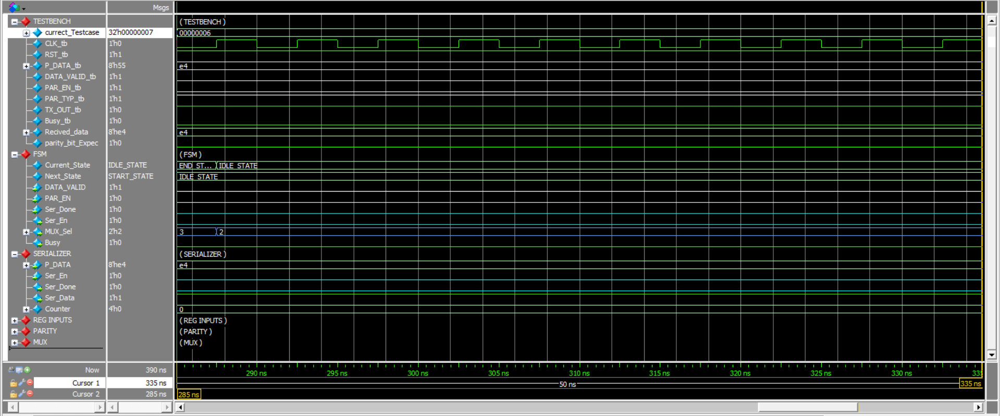 Msgs
TESTBENCH ( TESTBENCH )
currect_Testcase 32'h00000007 00000006
CLK_tb 1'h0
RST_tb 1'h1
P_DATA_tb 8'h55 e4
DATA_VALID_tb 1'h1
PAR_EN_tb 1'h1
PAR_TYP_tb 1'h1
TX_OUT_tb 1'h0
Busy_tb 1'h0
Recived_data 8'he4 e4
parity_bit_Expec 1'h0
FSM ( FSM )
Current_State IDLE_STATE END_ST... IDLE_STATE
Next_State START_STATE IDLE_STATE
DATA_VALID 1'h1
PAR_EN 1'h0
Ser_Done 1'h0
Ser_En 1'h0
MUX_Sel 2'h2 3 2
Busy 1'h0
SERIALIZER ( SERIALIZER )
P_DATA 8'he4 e4
Ser_En 1'h0
Ser_Done 1'h0
Ser_Data 1'h1
Counter 4'h0 0
REG INPUTS ( REG INPUTS )
PARITY ( PARITY )
MUX ( MUX )
Now 390 ns 290 ns 295 ns 300 ns 305 ns 310 ns 315 ns 320 ns 325 ns 330 ns 33
Cursor 1 335 ns 50 ns 335 ns
Cursor 2 285 ns 285 ns